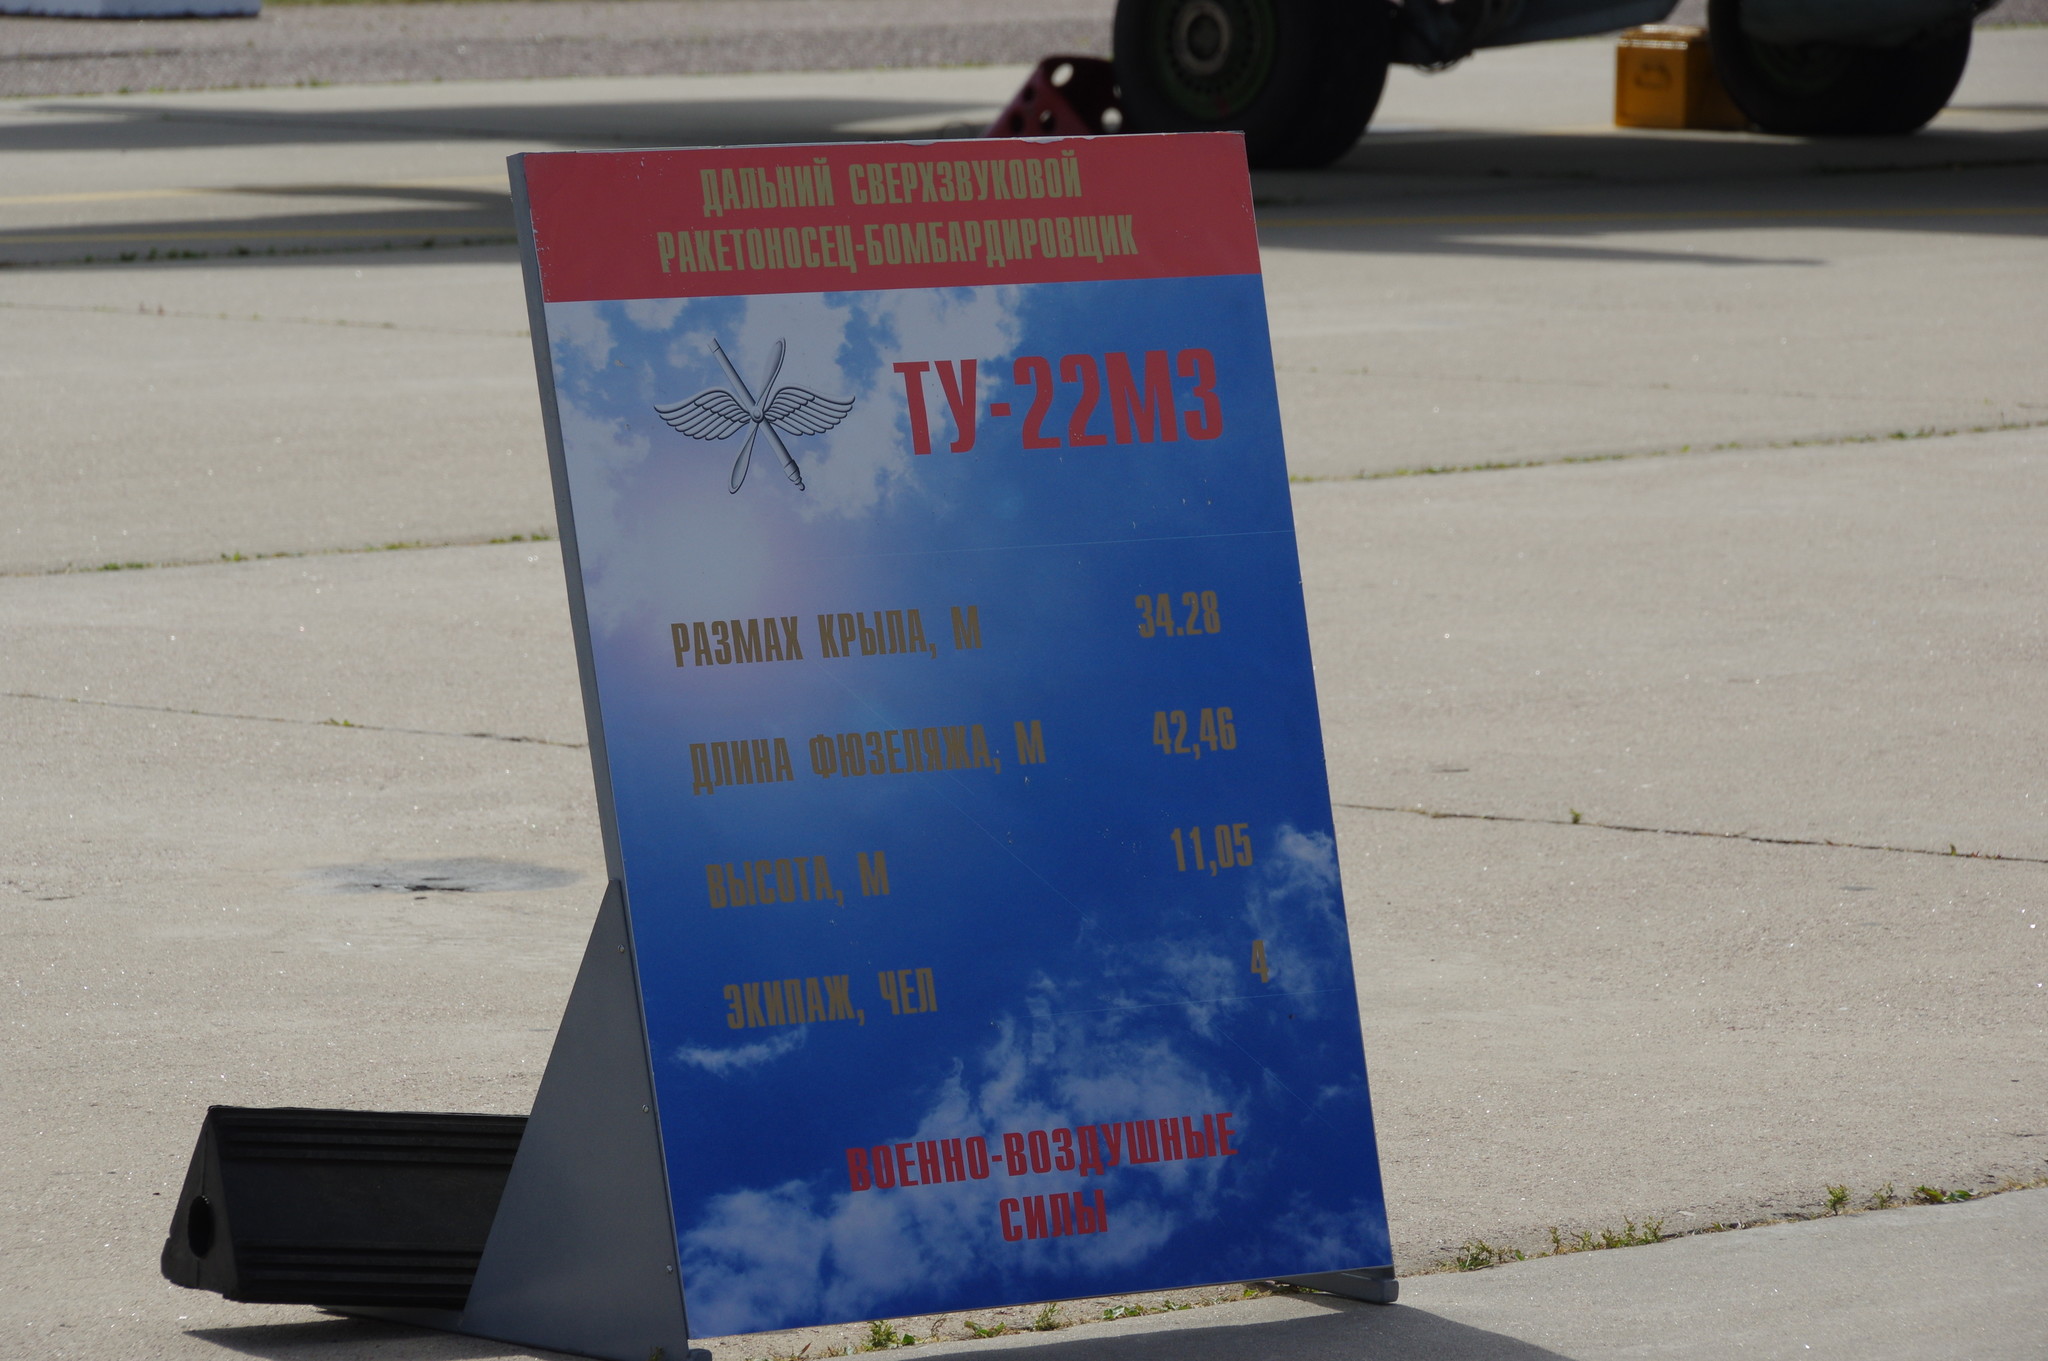 ДАЛЬНИЙ СВЕРХЗВУКОВОЙ
РАКЕТОНОСЕЦ-БОМБАРДИРОВЩИК
ТУ-22М3
РАЗМАХ КРЫЛА, М 34.28
ДЛИНА ФЮЗЕЛЯЖА, М 42,46
ВЫСОТА, М 11,05
ЭКИПАЖ, ЧЕЛ 4
ВОЕННО-ВОЗДУШНЫЕ
СИЛЫ